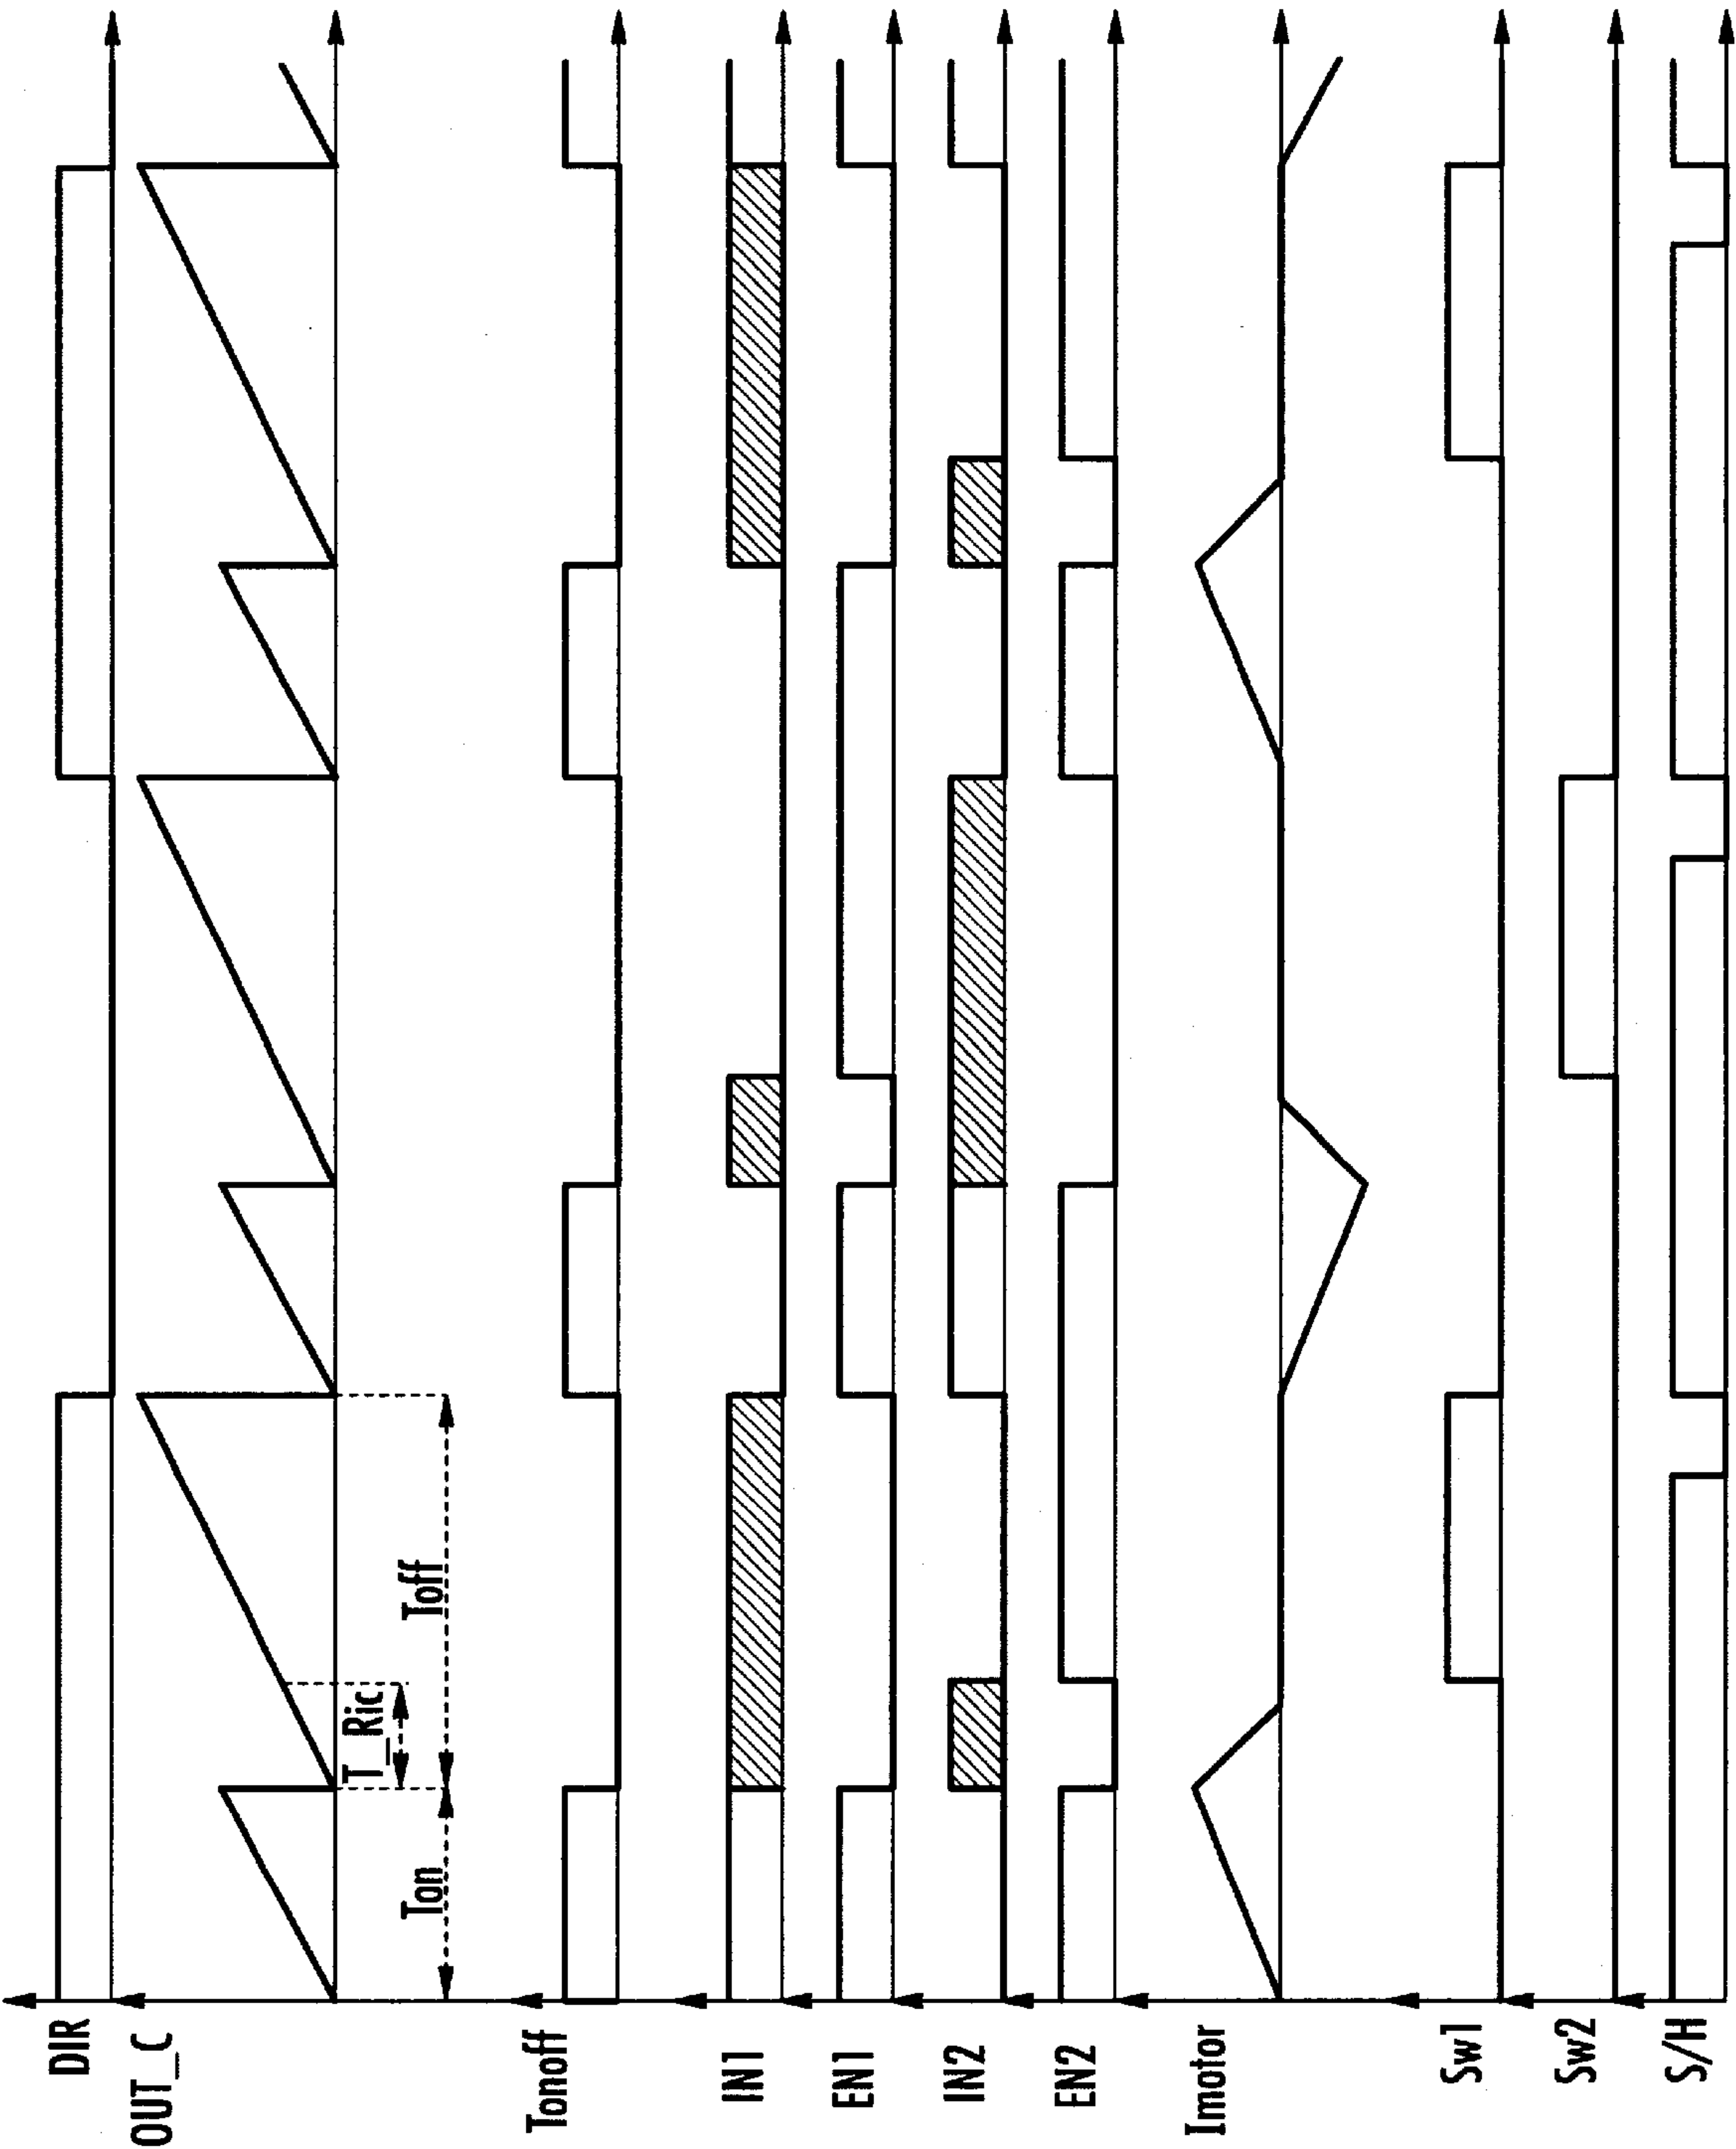 DIR
OUT_C
Ton
T_Ric
Toff
Tonoff
IN1
EN1
IN2
EN2
Imotor
Sw1
Sw2
S/H